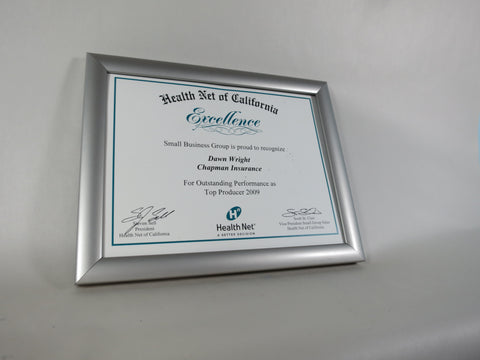 Health Net of California
Excellence
Small Business Group is proud to recognize
Dawn Wright
Chapman Insurance
For Outstanding Performance as
Top Producer 2009
President
Health Net of California
Health Net®
A BETTER DECISION
Vice President Small Group Sales
Health Net of California